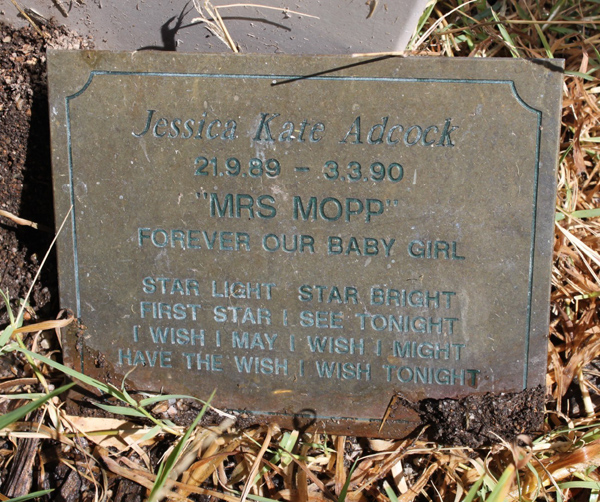 Jessica Kate Adcock
21.9.89 - 3.3.90
"MRS MOPP"
FOREVER OUR BABY GIRL
STAR LIGHT STAR BRIGHT
FIRST STAR I SEE TONIGHT
I WISH I MAY I WISH I MIGHT
HAVE THE WISH I WISH TONIGHT